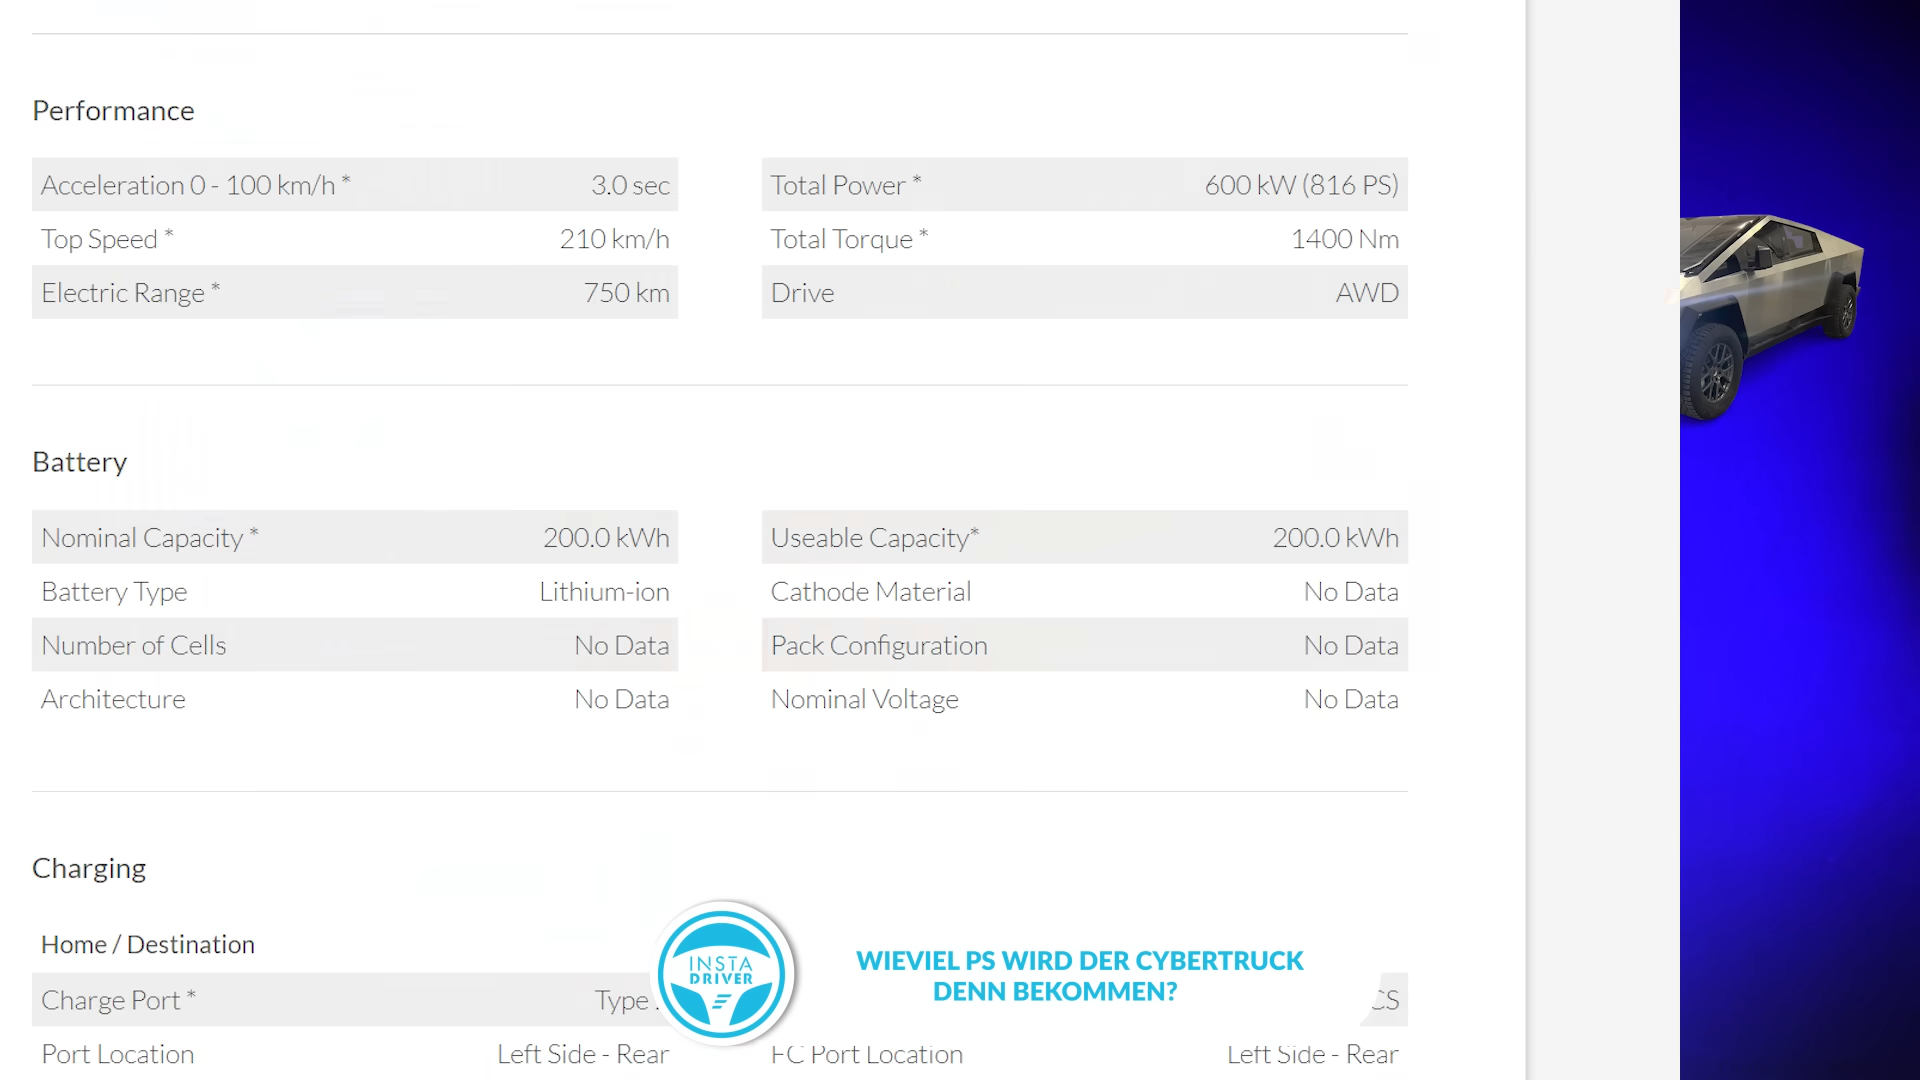 Performance
Acceleration 0 - 100 km/h * 3.0 sec
Total Power * 600 kW (816 PS)
Top Speed * 210 km/h
Total Torque * 1400 Nm
Electric Range * 750 km
Drive AWD
Battery
Nominal Capacity * 200.0 kWh
Useable Capacity* 200.0 kWh
Battery Type Lithium-ion
Cathode Material No Data
Number of Cells No Data
Pack Configuration No Data
Architecture No Data
Nominal Voltage No Data
Charging
Home / Destination
Charge Port * Type
Port Location Left Side - Rear
FC Port Location Left Side - Rear
INSTA
DRIVER
WIEVIEL PS WIRD DER CYBERTRUCK
DENN BEKOMMEN?